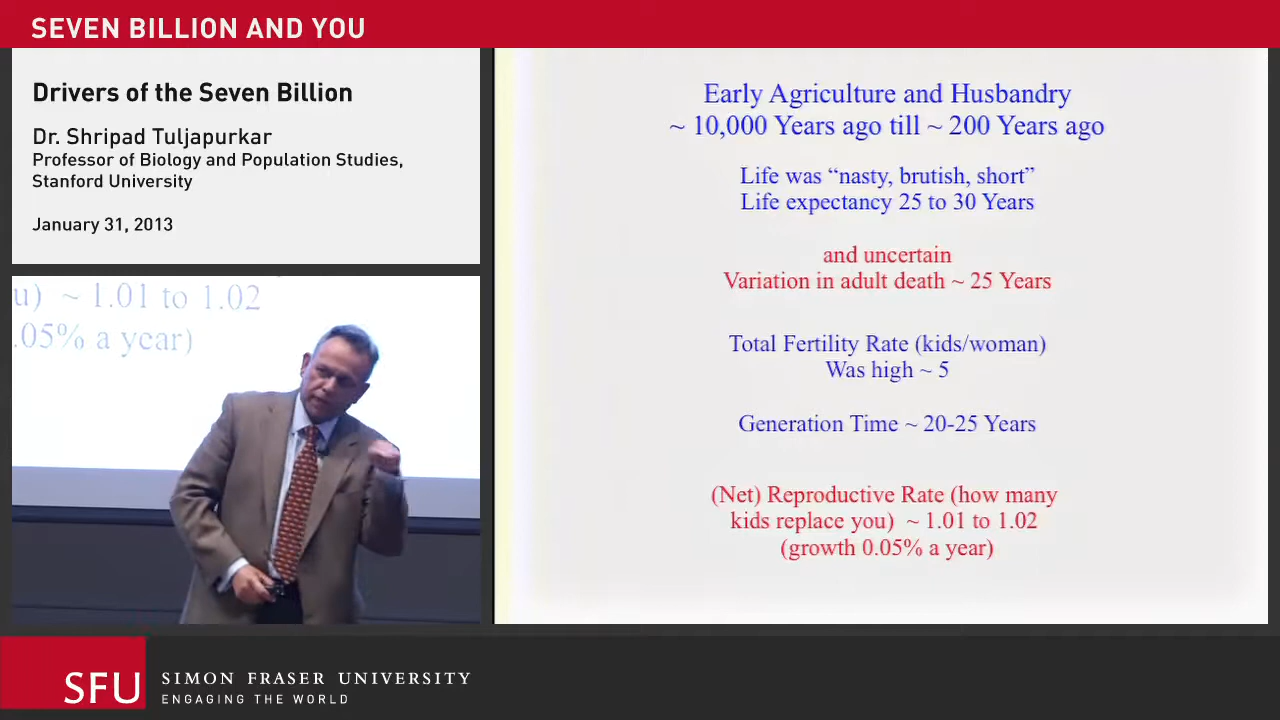 SEVEN BILLION AND YOU
Drivers of the Seven Billion
Dr. Shripad Tuljapurkar
Professor of Biology and Population Studies,
Stanford University
January 31, 2013
u) ~ 1.01 to 1.02
.05% a year)
Early Agriculture and Husbandry
~ 10,000 Years ago till ~ 200 Years ago
Life was “nasty, brutish, short”
Life expectancy 25 to 30 Years
and uncertain
Variation in adult death ~ 25 Years
Total Fertility Rate (kids/woman)
Was high ~ 5
Generation Time ~ 20-25 Years
(Net) Reproductive Rate (how many
kids replace you) ~ 1.01 to 1.02
(growth 0.05% a year)
SFU
SIMON FRASER UNIVERSITY
ENGAGING THE WORLD